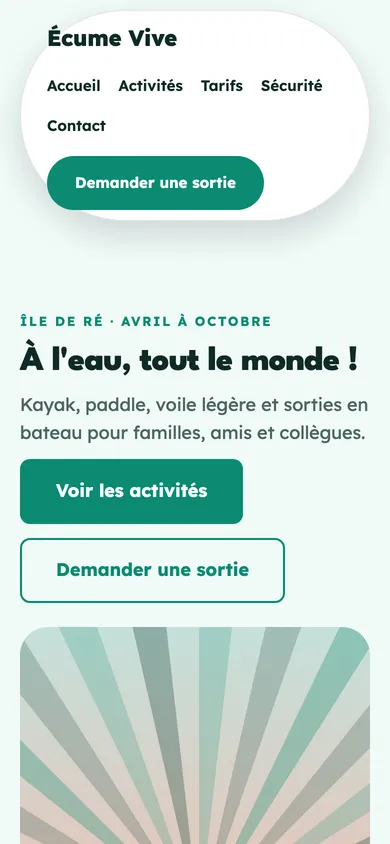 Écume Vive
Accueil Activités Tarifs Sécurité
Contact
Demander une sortie
ÎLE DE RÉ · AVRIL À OCTOBRE
À l'eau, tout le monde !
Kayak, paddle, voile légère et sorties en
bateau pour familles, amis et collègues.
Voir les activités
Demander une sortie